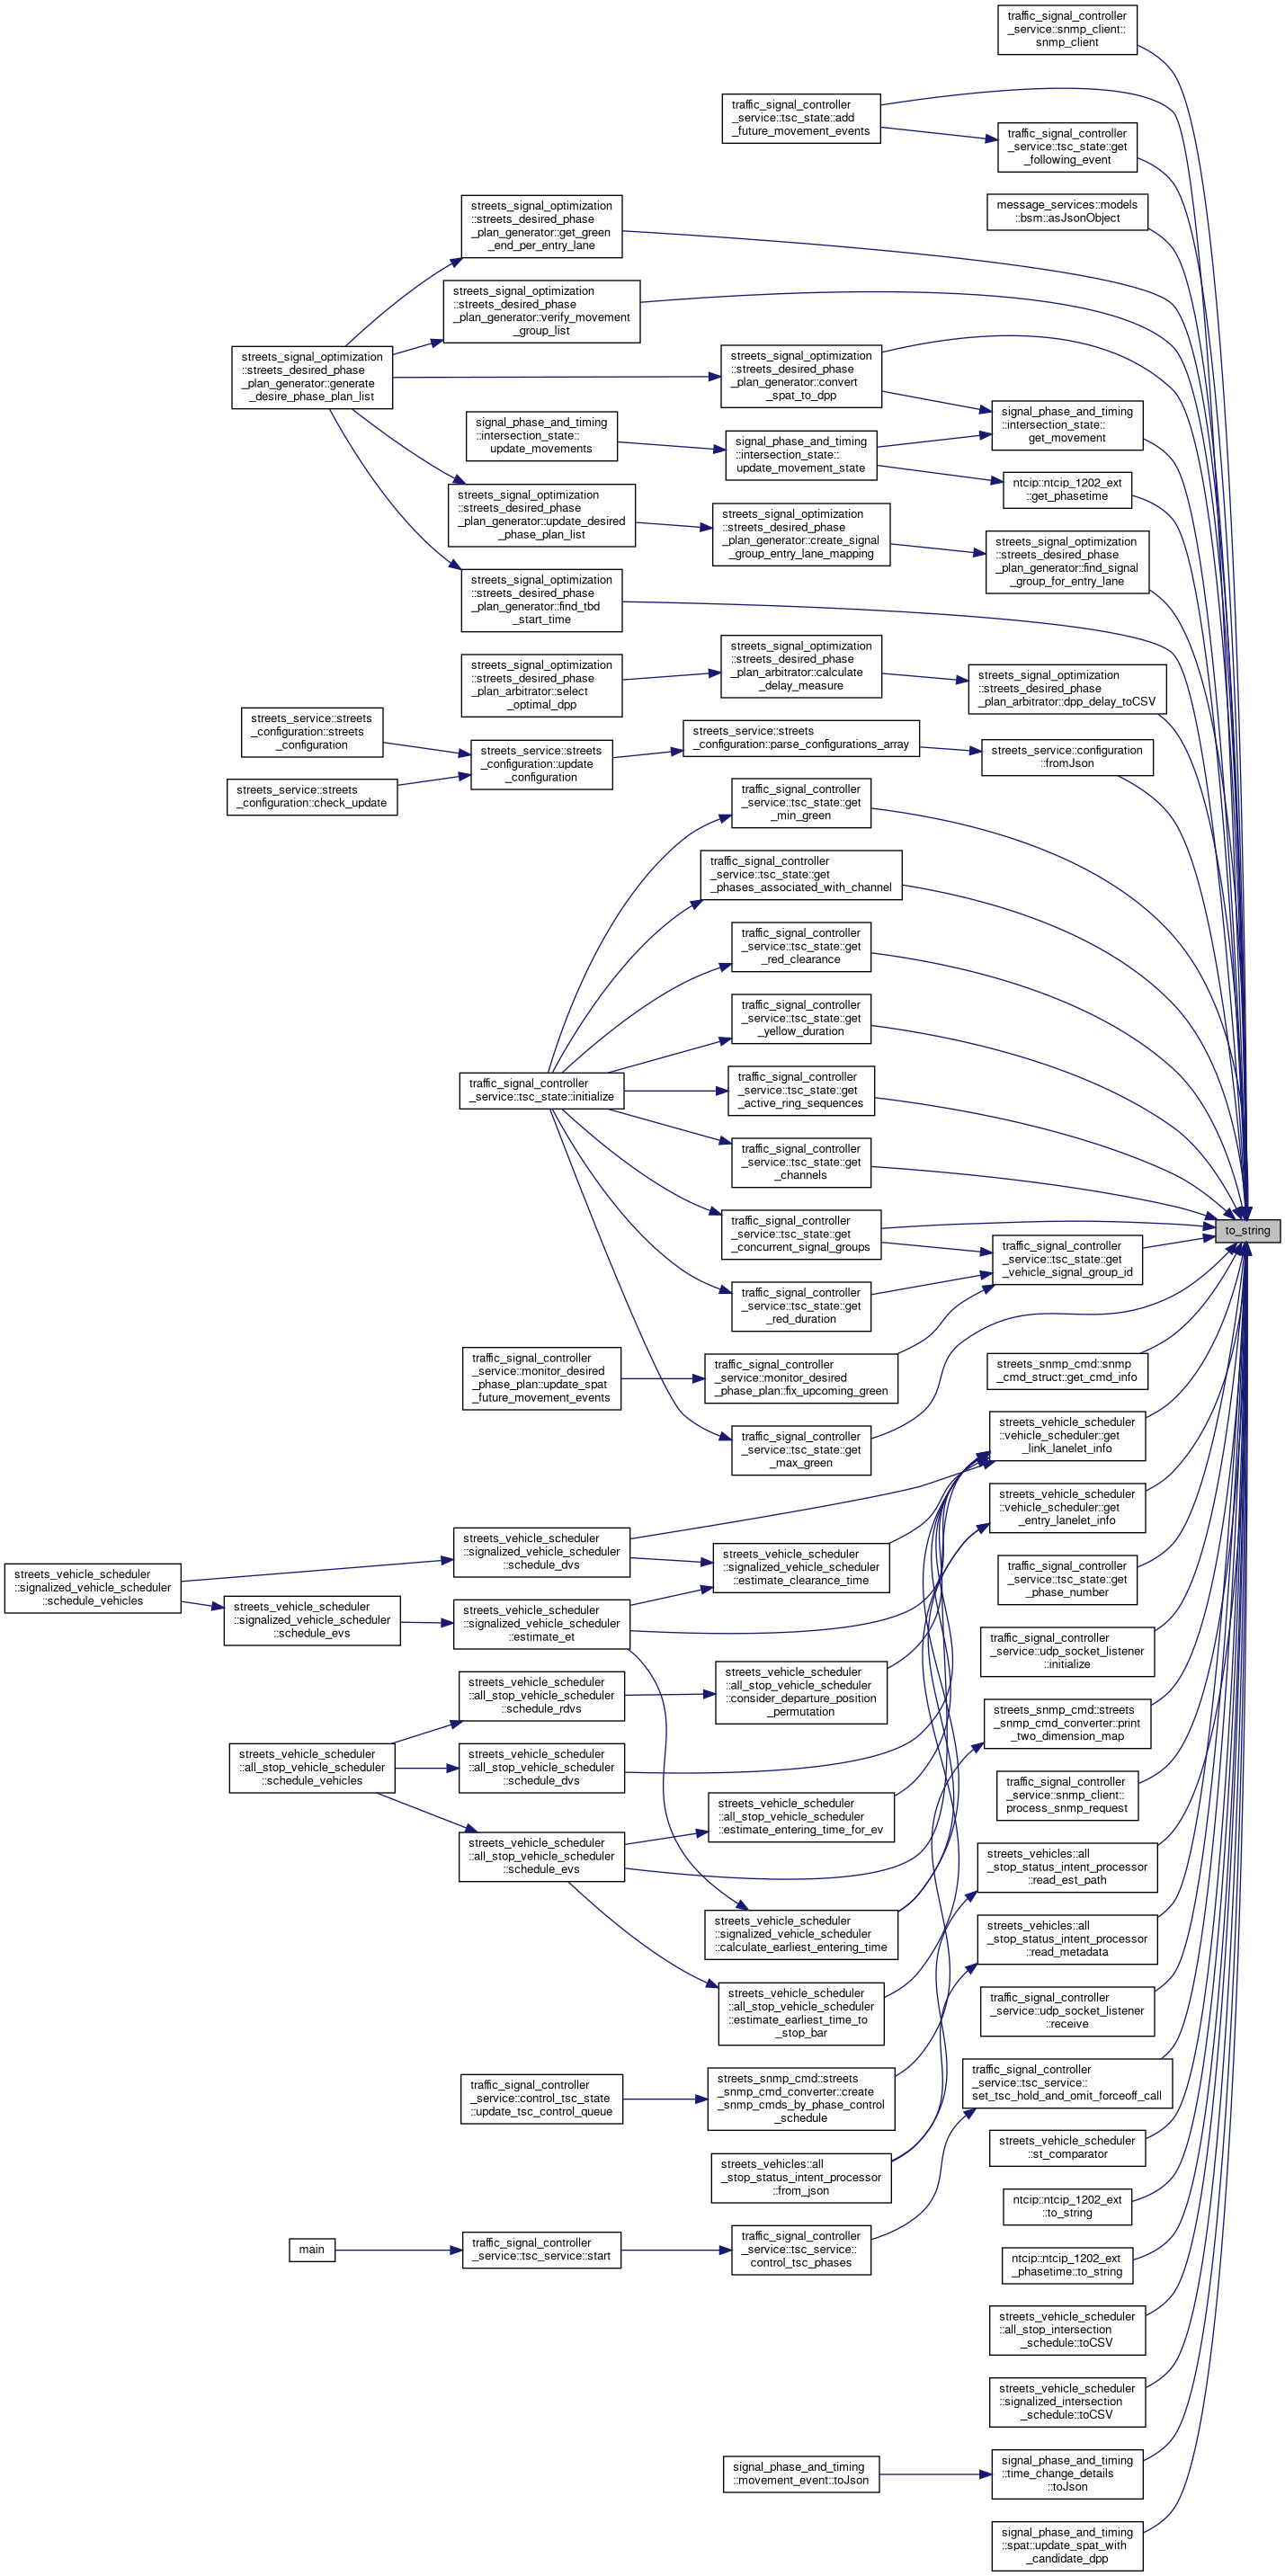 traffic_signal_controller
_service::snmp_client::
snmp_client
traffic_signal_controller
_service::tsc_state::add
_future_movement_events
traffic_signal_controller
_service::tsc_state::get
_following_event
message_services::models
::bsm::asJsonObject
streets_signal_optimization
::streets_desired_phase
_plan_generator::get_green
_end_per_entry_lane
streets_signal_optimization
::streets_desired_phase
_plan_generator::verify_movement
_group_list
streets_signal_optimization
::streets_desired_phase
_plan_generator::generate
_desire_phase_plan_list
streets_signal_optimization
::streets_desired_phase
_plan_generator::convert
_spat_to_dpp
signal_phase_and_timing
::intersection_state::
get_movement
signal_phase_and_timing
::intersection_state::
update_movements
signal_phase_and_timing
::intersection_state::
update_movement_state
ntcip::ntcip_1202_ext
::get_phasetime
streets_signal_optimization
::streets_desired_phase
_plan_generator::update_desired
_phase_plan_list
streets_signal_optimization
::streets_desired_phase
_plan_generator::create_signal
_group_entry_lane_mapping
streets_signal_optimization
::streets_desired_phase
_plan_generator::find_signal
_group_for_entry_lane
streets_signal_optimization
::streets_desired_phase
_plan_generator::find_tbd
_start_time
streets_signal_optimization
::streets_desired_phase
_plan_arbitrator::select
_optimal_dpp
streets_signal_optimization
::streets_desired_phase
_plan_arbitrator::calculate
_delay_measure
streets_signal_optimization
::streets_desired_phase
_plan_arbitrator::dpp_delay_toCSV
streets_service::streets
_configuration::streets
_configuration
streets_service::streets
_configuration::update
_configuration
streets_service::streets
_configuration::parse_configurations_array
streets_service::configuration
::fromJson
streets_service::streets
_configuration::check_update
traffic_signal_controller
_service::tsc_state::get
_min_green
traffic_signal_controller
_service::tsc_state::get
_phases_associated_with_channel
traffic_signal_controller
_service::tsc_state::get
_red_clearance
traffic_signal_controller
_service::tsc_state::get
_yellow_duration
traffic_signal_controller
_service::tsc_state::initialize
traffic_signal_controller
_service::tsc_state::get
_active_ring_sequences
traffic_signal_controller
_service::tsc_state::get
_channels
traffic_signal_controller
_service::tsc_state::get
_concurrent_signal_groups
to_string
traffic_signal_controller
_service::tsc_state::get
_vehicle_signal_group_id
traffic_signal_controller
_service::tsc_state::get
_red_duration
traffic_signal_controller
_service::monitor_desired
_phase_plan::update_spat
_future_movement_events
traffic_signal_controller
_service::monitor_desired
_phase_plan::fix_upcoming_green
streets_snmp_cmd::snmp
_cmd_struct::get_cmd_info
traffic_signal_controller
_service::tsc_state::get
_max_green
streets_vehicle_scheduler
::vehicle_scheduler::get
_link_lanelet_info
streets_vehicle_scheduler
::vehicle_scheduler::get
_entry_lanelet_info
streets_vehicle_scheduler
::signalized_vehicle_scheduler
::schedule_dvs
streets_vehicle_scheduler
::signalized_vehicle_scheduler
::estimate_clearance_time
traffic_signal_controller
_service::tsc_state::get
_phase_number
streets_vehicle_scheduler
::signalized_vehicle_scheduler
::schedule_vehicles
streets_vehicle_scheduler
::signalized_vehicle_scheduler
::schedule_evs
streets_vehicle_scheduler
::signalized_vehicle_scheduler
::estimate_et
traffic_signal_controller
_service::udp_socket_listener
::initialize
streets_vehicle_scheduler
::all_stop_vehicle_scheduler
::schedule_rdvs
streets_vehicle_scheduler
::all_stop_vehicle_scheduler
::consider_departure_position
_permutation
streets_snmp_cmd::streets
_snmp_cmd_converter::print
_two_dimension_map
streets_vehicle_scheduler
::all_stop_vehicle_scheduler
::schedule_vehicles
streets_vehicle_scheduler
::all_stop_vehicle_scheduler
::schedule_dvs
traffic_signal_controller
_service::snmp_client::
process_snmp_request
streets_vehicle_scheduler
::all_stop_vehicle_scheduler
::estimate_entering_time_for_ev
streets_vehicle_scheduler
::all_stop_vehicle_scheduler
::schedule_evs
streets_vehicles::all
_stop_status_intent_processor
::read_est_path
streets_vehicle_scheduler
::signalized_vehicle_scheduler
::calculate_earliest_entering_time
streets_vehicles::all
_stop_status_intent_processor
::read_metadata
streets_vehicle_scheduler
::all_stop_vehicle_scheduler
::estimate_earliest_time_to
_stop_bar
traffic_signal_controller
_service::udp_socket_listener
::receive
traffic_signal_controller
_service::control_tsc_state
::update_tsc_control_queue
streets_snmp_cmd::streets
_snmp_cmd_converter::create
_snmp_cmds_by_phase_control
_schedule
traffic_signal_controller
_service::tsc_service::
set_tsc_hold_and_omit_forceoff_call
streets_vehicle_scheduler
::st_comparator
streets_vehicles::all
_stop_status_intent_processor
::from_json
ntcip::ntcip_1202_ext
::to_string
main
traffic_signal_controller
_service::tsc_service::start
traffic_signal_controller
_service::tsc_service::
control_tsc_phases
ntcip::ntcip_1202_ext
_phasetime::to_string
streets_vehicle_scheduler
::all_stop_intersection
_schedule::toCSV
streets_vehicle_scheduler
::signalized_intersection
_schedule::toCSV
signal_phase_and_timing
::movement_event::toJson
signal_phase_and_timing
::time_change_details
::toJson
signal_phase_and_timing
::spat::update_spat_with
_candidate_dpp